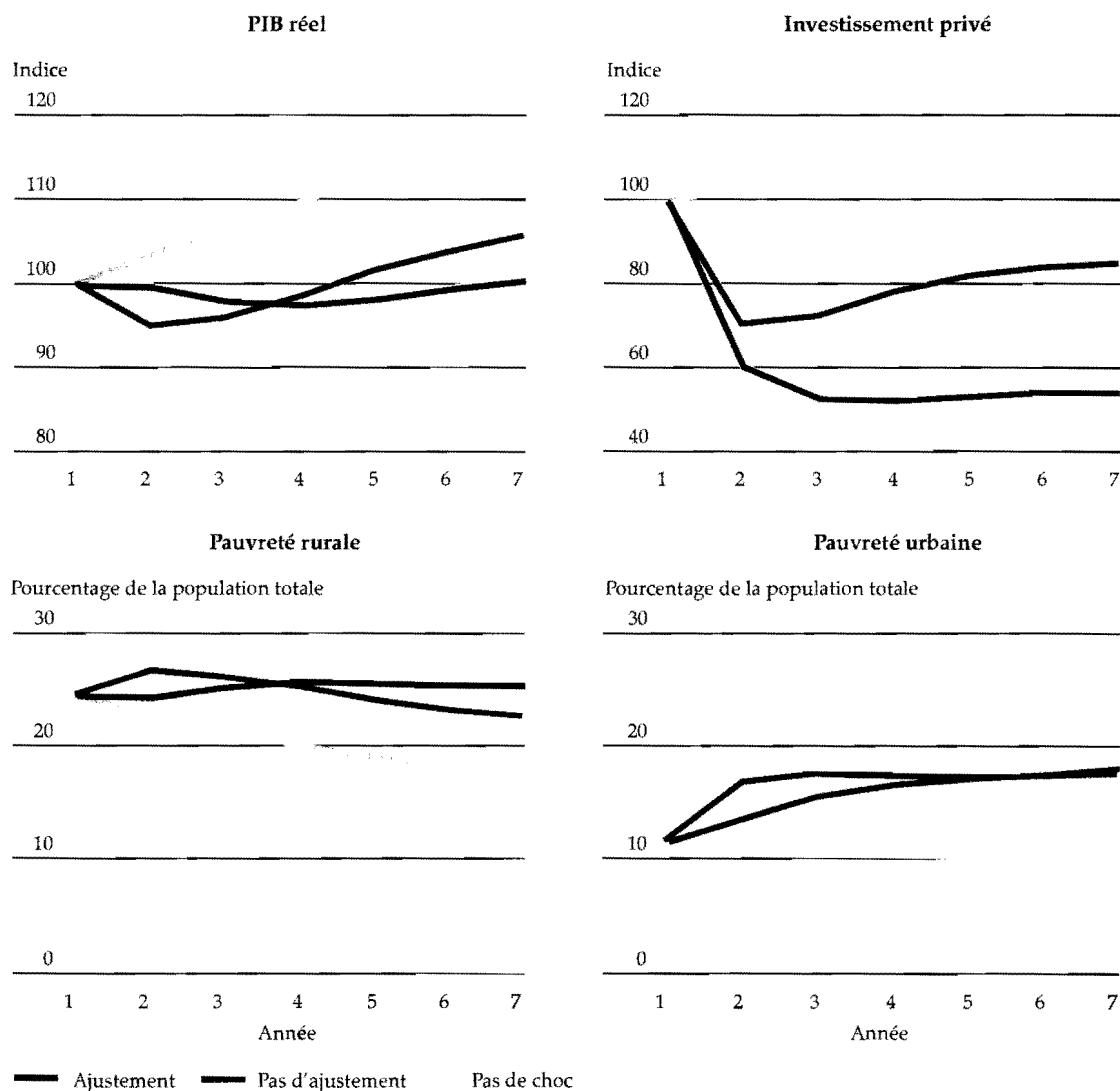 PIB réel
Indice
120
110
100
90
80
1 2 3 4 5 6 7
Investissement privé
Indice
120
100
80
60
40
1 2 3 4 5 6 7
Pauvreté rurale
Pourcentage de la population totale
30
20
10
0
1 2 3 4 5 6 7
Année
Pauvreté urbaine
Pourcentage de la population totale
30
20
10
0
1 2 3 4 5 6 7
Année
Ajustement Pas d'ajustement Pas de choc